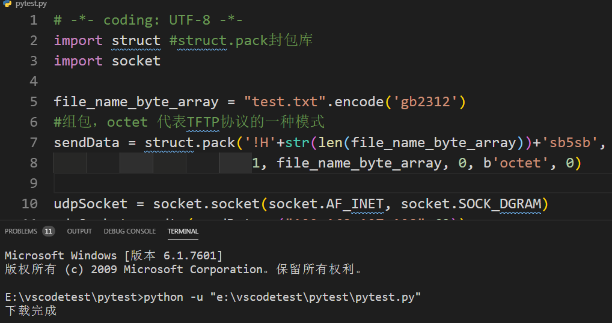 pytest.py
1 # -*- coding: UTF-8 -*-
2 import struct #struct.pack封包库
3 import socket
4
5 file_name_byte_array = "test.txt".encode('gb2312')
6 #组包，octet 代表TFTP协议的一种模式
7 sendData = struct.pack('!H'+str(len(file_name_byte_array))+'sb5sb',
8 1, file_name_byte_array, 0, b'octet', 0)
9
10 udpSocket = socket.socket(socket.AF_INET, socket.SOCK_DGRAM)
PROBLEMS 11 OUTPUT DEBUG CONSOLE TERMINAL
Microsoft Windows [版本 6.1.7601]
版权所有 (c) 2009 Microsoft Corporation。保留所有权利。
E:\vscodetest\pytest>python -u "e:\vscodetest\pytest\pytest.py"
下载完成